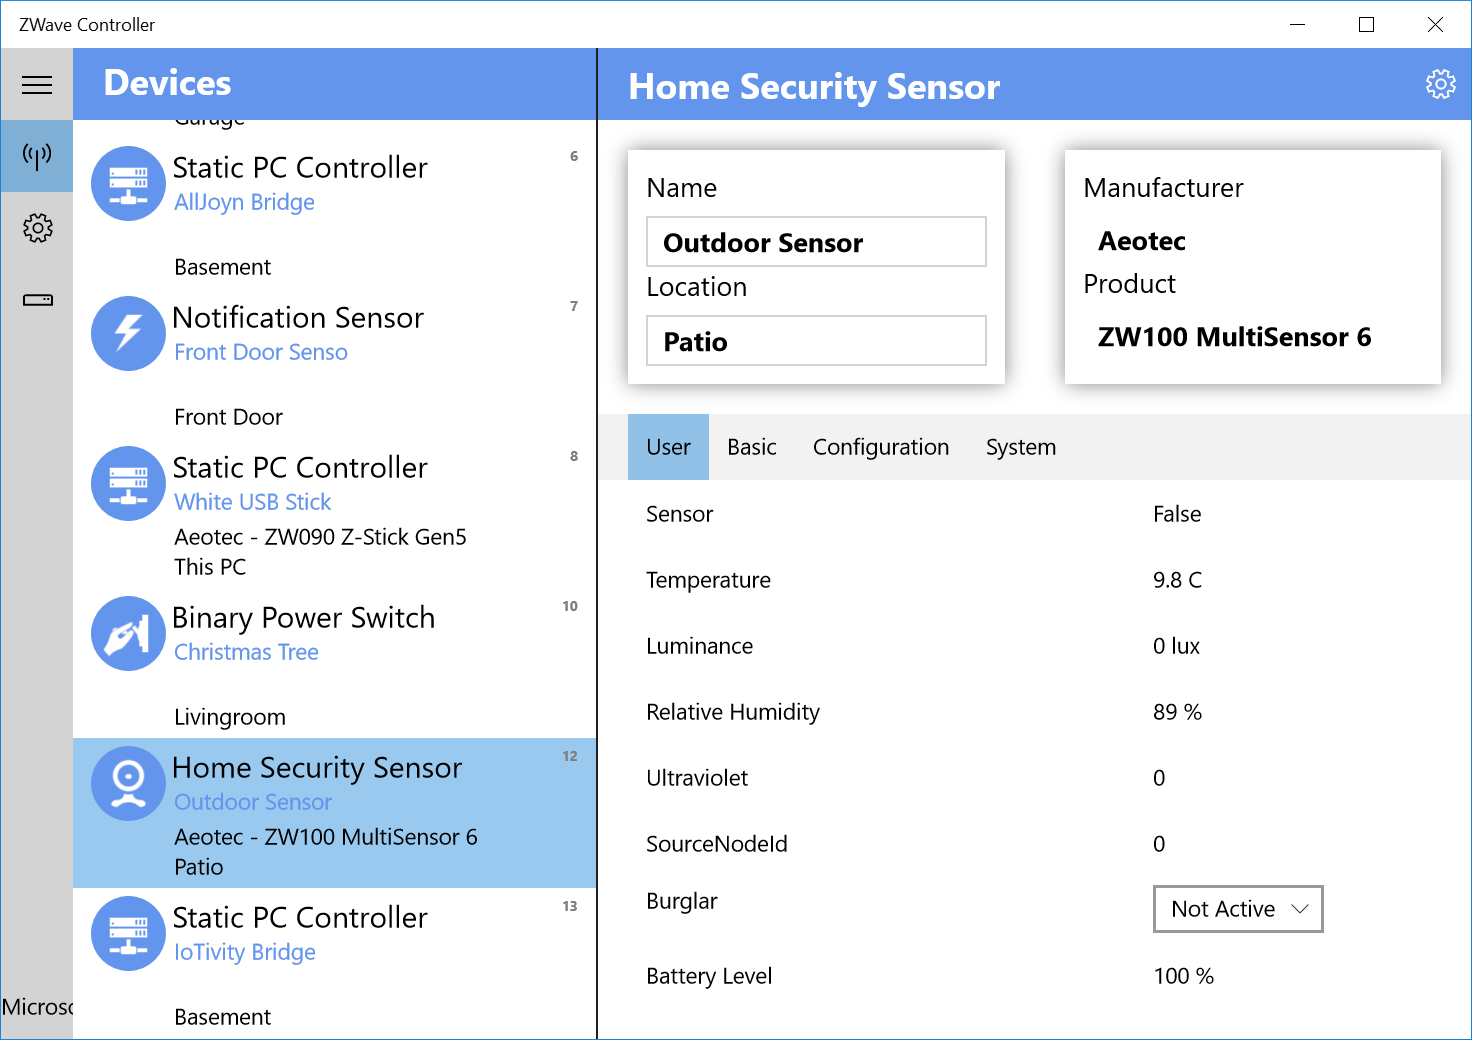 ZWave Controller
Devices
Garage
Static PC Controller
6
AllJoyn Bridge
Basement
Notification Sensor
7
Front Door Senso
Front Door
Static PC Controller
8
White USB Stick
Aeotec - ZW090 Z-Stick Gen5
This PC
Binary Power Switch
10
Christmas Tree
Livingroom
Home Security Sensor
12
Outdoor Sensor
Aeotec - ZW100 MultiSensor 6
Patio
Static PC Controller
13
IoTivity Bridge
Basement
Microso
Home Security Sensor
Name
Outdoor Sensor
Location
Patio
Manufacturer
Aeotec
Product
ZW100 MultiSensor 6
User Basic Configuration System
Sensor False
Temperature 9.8 C
Luminance 0 lux
Relative Humidity 89 %
Ultraviolet 0
SourceNodeId 0
Burglar Not Active
Battery Level 100 %